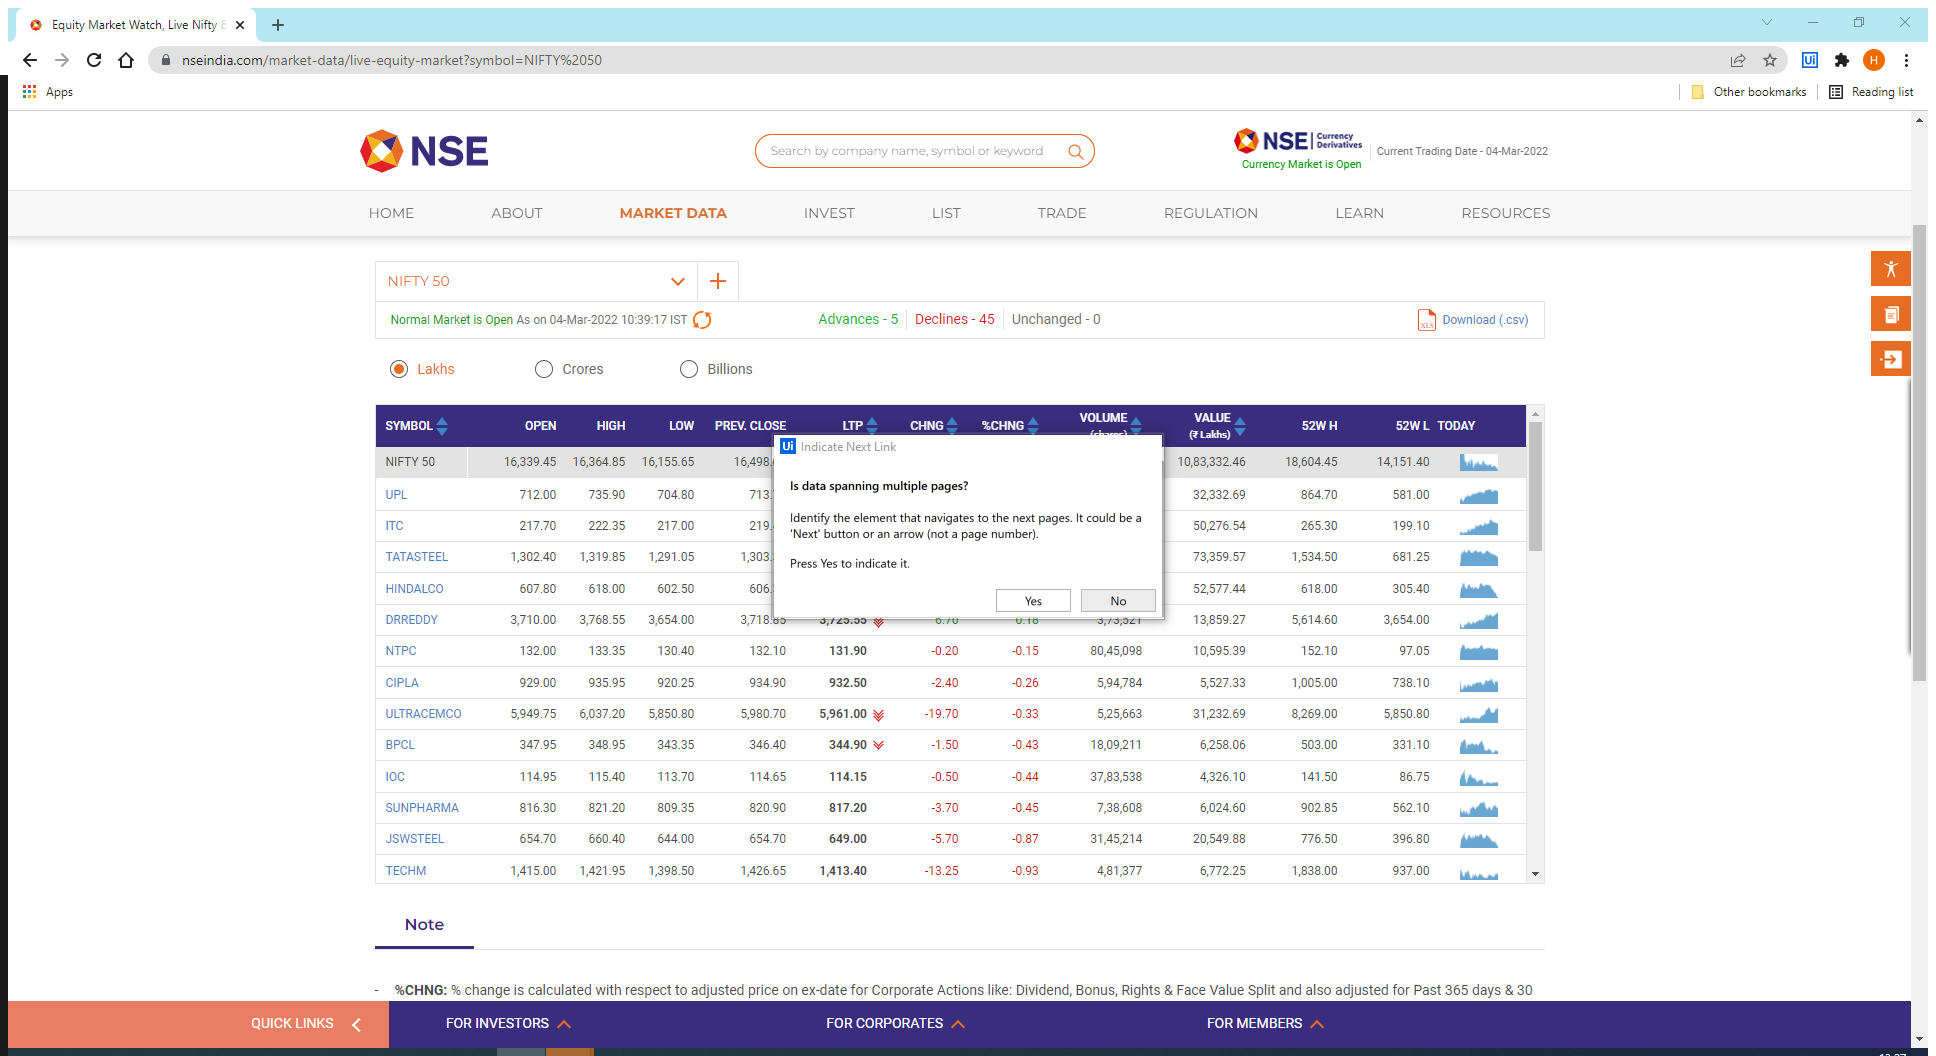 Equity Market Watch, Live Nifty
nseindia.com/market-data/live-equity-market?symbol=NIFTY%2050
Ui
H
Apps
Other bookmarks
Reading list
NSE
Search by company name, symbol or keyword
NSE Currency Derivatives
Currency Market is Open
Current Trading Date - 04-Mar-2022
HOME ABOUT MARKET DATA INVEST LIST TRADE REGULATION LEARN RESOURCES
NIFTY 50
Normal Market is Open As on 04-Mar-2022 10:39:17 IST
Advances - 5 Declines - 45 Unchanged - 0
XLS Download (.csv)
Lakhs Crores Billions
SYMBOL OPEN HIGH LOW PREV. CLOSE LTP CHNG %CHNG VOLUME (shares) VALUE (₹ Lakhs) 52W H 52W L TODAY
NIFTY 50 16,339.45 16,364.85 16,155.65 16,498. 10,83,332.46 18,604.45 14,151.40
UPL 712.00 735.90 704.80 713. 32,332.69 864.70 581.00
ITC 217.70 222.35 217.00 219. 50,276.54 265.30 199.10
TATASTEEL 1,302.40 1,319.85 1,291.05 1,303. 73,359.57 1,534.50 681.25
HINDALCO 607.80 618.00 602.50 606. 52,577.44 618.00 305.40
DRREDDY 3,710.00 3,768.55 3,654.00 3,718.85 3,725.55 6.70 0.18 3,73,521 13,859.27 5,614.60 3,654.00
NTPC 132.00 133.35 130.40 132.10 131.90 -0.20 -0.15 80,45,098 10,595.39 152.10 97.05
CIPLA 929.00 935.95 920.25 934.90 932.50 -2.40 -0.26 5,94,784 5,527.33 1,005.00 738.10
ULTRACEMCO 5,949.75 6,037.20 5,850.80 5,980.70 5,961.00 -19.70 -0.33 5,25,663 31,232.69 8,269.00 5,850.80
BPCL 347.95 348.95 343.35 346.40 344.90 -1.50 -0.43 18,09,211 6,258.06 503.00 331.10
IOC 114.95 115.40 113.70 114.65 114.15 -0.50 -0.44 37,83,538 4,326.10 141.50 86.75
SUNPHARMA 816.30 821.20 809.35 820.90 817.20 -3.70 -0.45 7,38,608 6,024.60 902.85 562.10
JSWSTEEL 654.70 660.40 644.00 654.70 649.00 -5.70 -0.87 31,45,214 20,549.88 776.50 396.80
TECHM 1,415.00 1,421.95 1,398.50 1,426.65 1,413.40 -13.25 -0.93 4,81,377 6,772.25 1,838.00 937.00
Ui Indicate Next Link
Is data spanning multiple pages?
Identify the element that navigates to the next pages. It could be a
'Next' button or an arrow (not a page number).
Press Yes to indicate it.
Yes No
Note
- %CHNG: % change is calculated with respect to adjusted price on ex-date for Corporate Actions like: Dividend, Bonus, Rights & Face Value Split and also adjusted for Past 365 days & 30
QUICK LINKS FOR INVESTORS FOR CORPORATES FOR MEMBERS